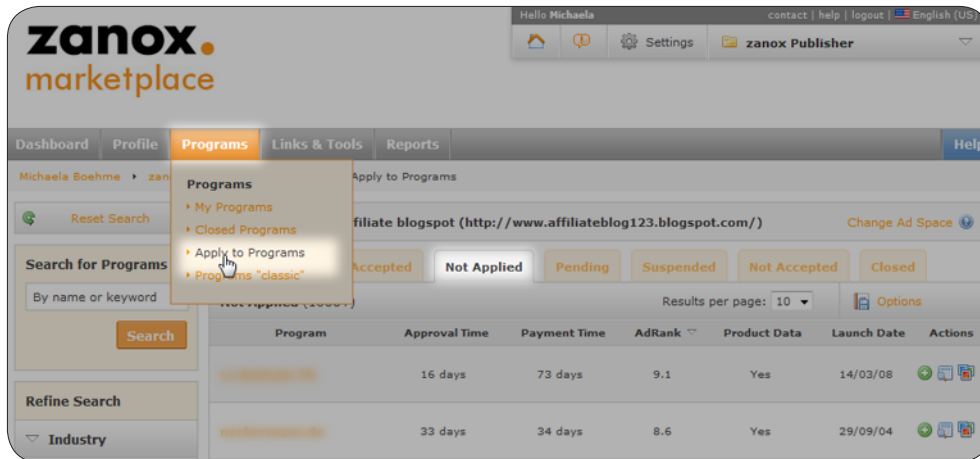 Hello Michaela
contact | help | logout | English (US)
zanox.
marketplace
Settings
zanox Publisher
Dashboard Profile Programs Links & Tools Reports Help
Michaela Boehme zan
Apply to Programs
Programs
My Programs
Closed Programs
Apply to Programs
Programs "classic"
Reset Search
filiate blogspot (http://www.affiliateblog123.blogspot.com/)
Change Ad Space
Search for Programs
By name or keyword
Search
Accepted Not Applied Pending Suspended Not Accepted Closed
Not Applied
Results per page: 10
Options
Program Approval Time Payment Time AdRank Product Data Launch Date Actions
16 days 73 days 9.1 Yes 14/03/08
33 days 34 days 8.6 Yes 29/09/04
Refine Search
Industry